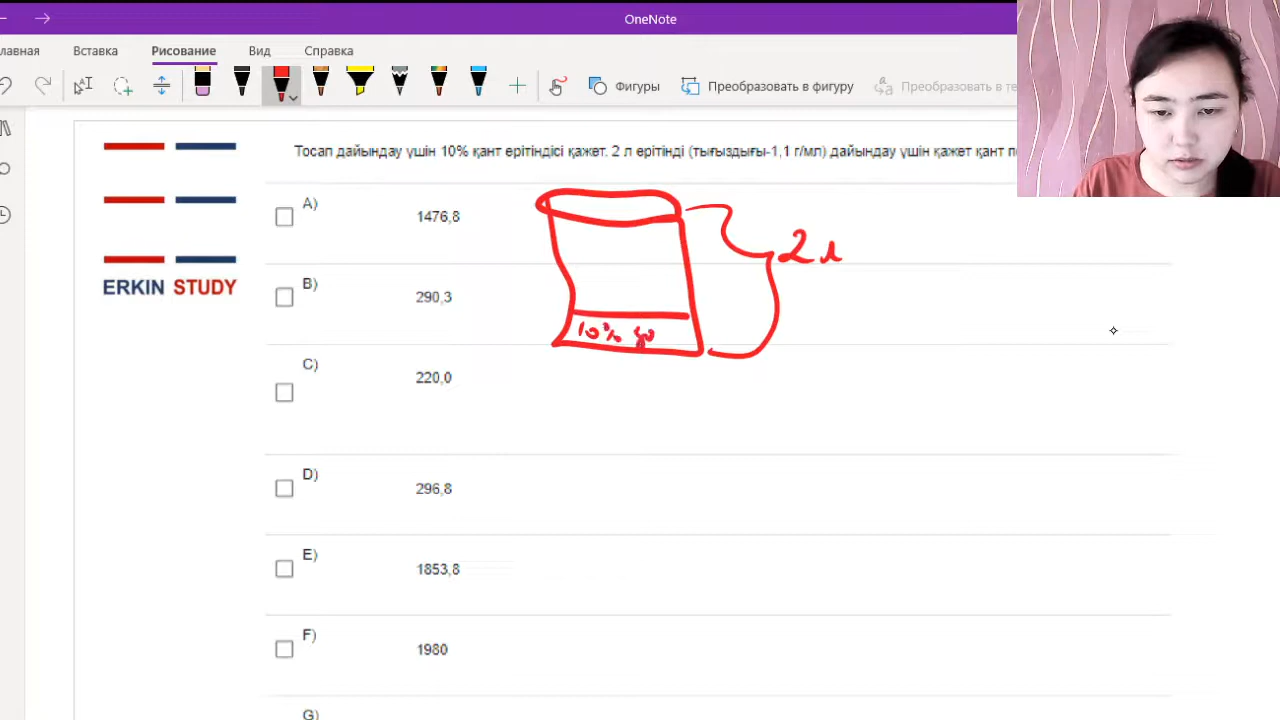 OneNote
лавная Вставка Рисование Вид Справка
Фигуры Преобразовать в фигуру Преобразовать в те
Тосап дайындау үшін 10% қант ерітіндісі қажет. 2 л ерітінді (тығыздығы-1,1 г/мл) дайындау үшін қажет қант
A) 1476,8
2 л
ERKIN STUDY
B) 290,3
10%
C) 220,0
D) 296,8
E) 1853,8
F) 1980
G)